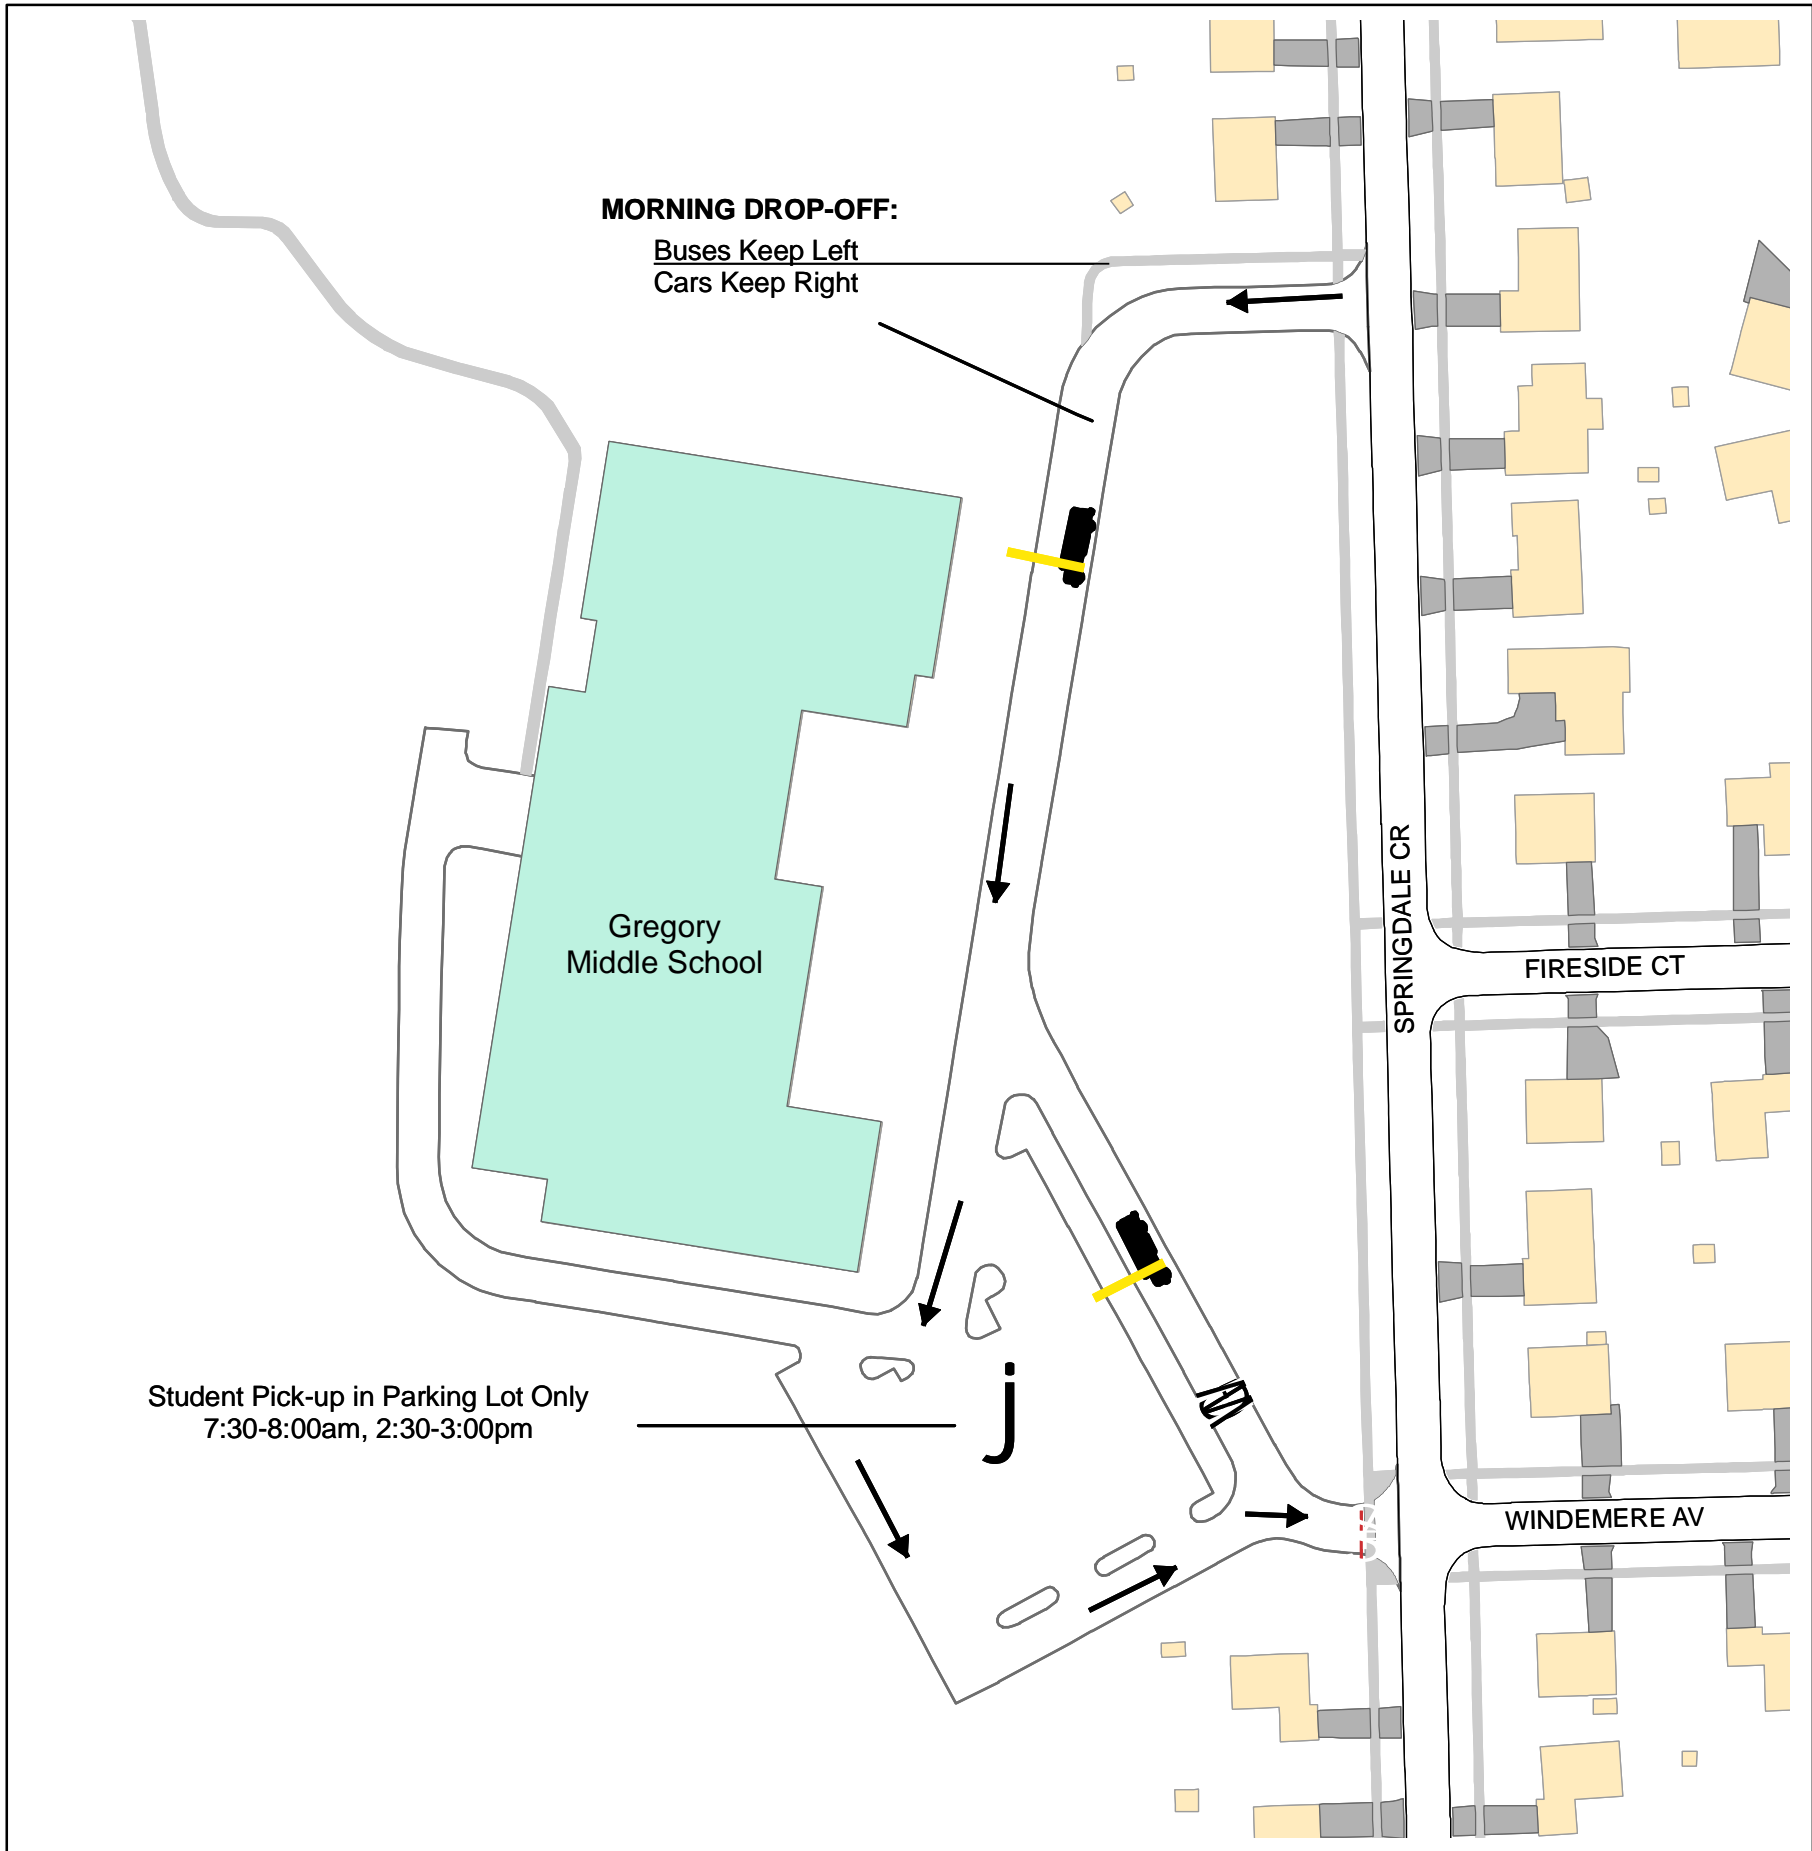 MORNING DROP-OFF:
Buses Keep Left
Cars Keep Right
Gregory
Middle School
SPRINGDALE CR
FIRESIDE CT
Student Pick-up in Parking Lot Only
7:30-8:00am, 2:30-3:00pm
j
WINDEMERE AV